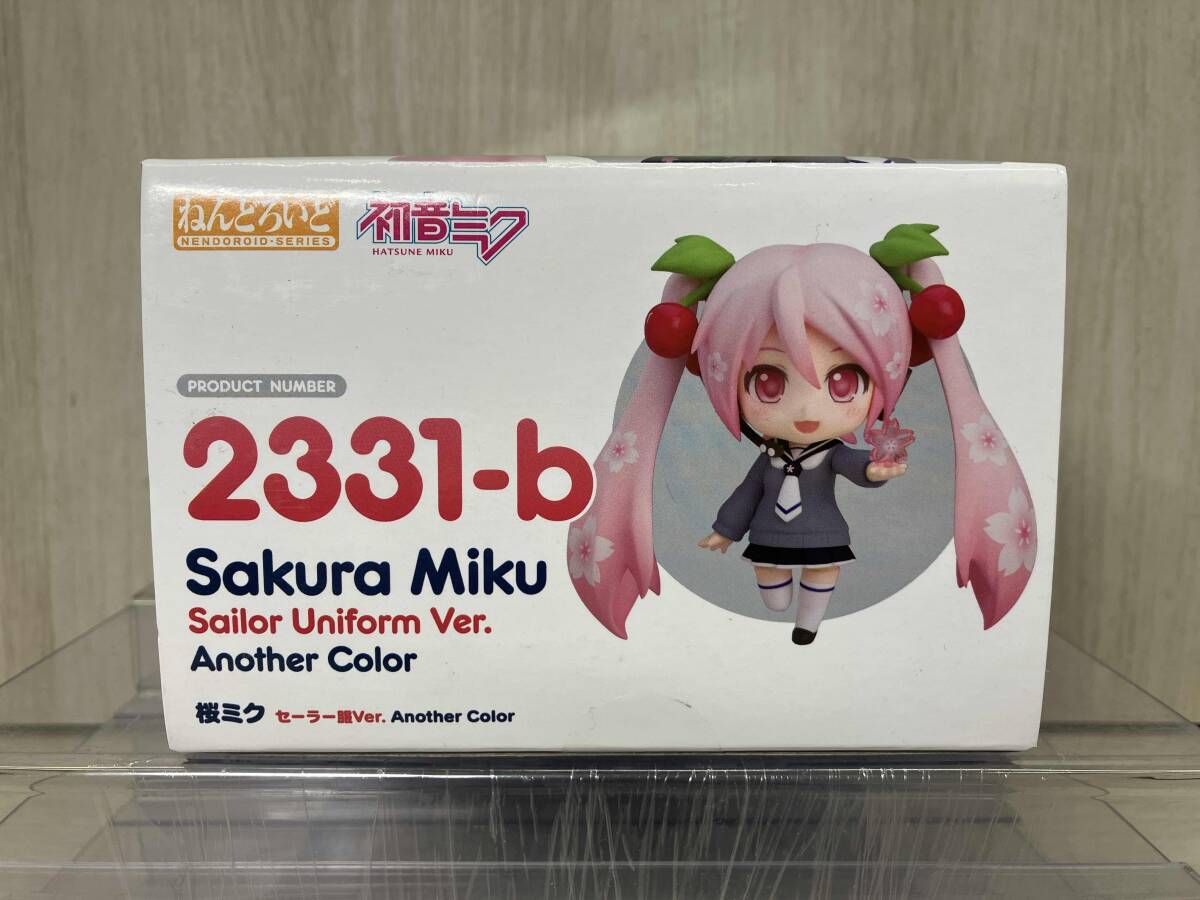 ねんどろいど
NENDOROID·SERIES
初音ミク
HATSUNE MIKU
PRODUCT NUMBER
2331-b
Sakura Miku
Sailor Uniform Ver.
Another Color
桜ミク セーラー服Ver. Another Color